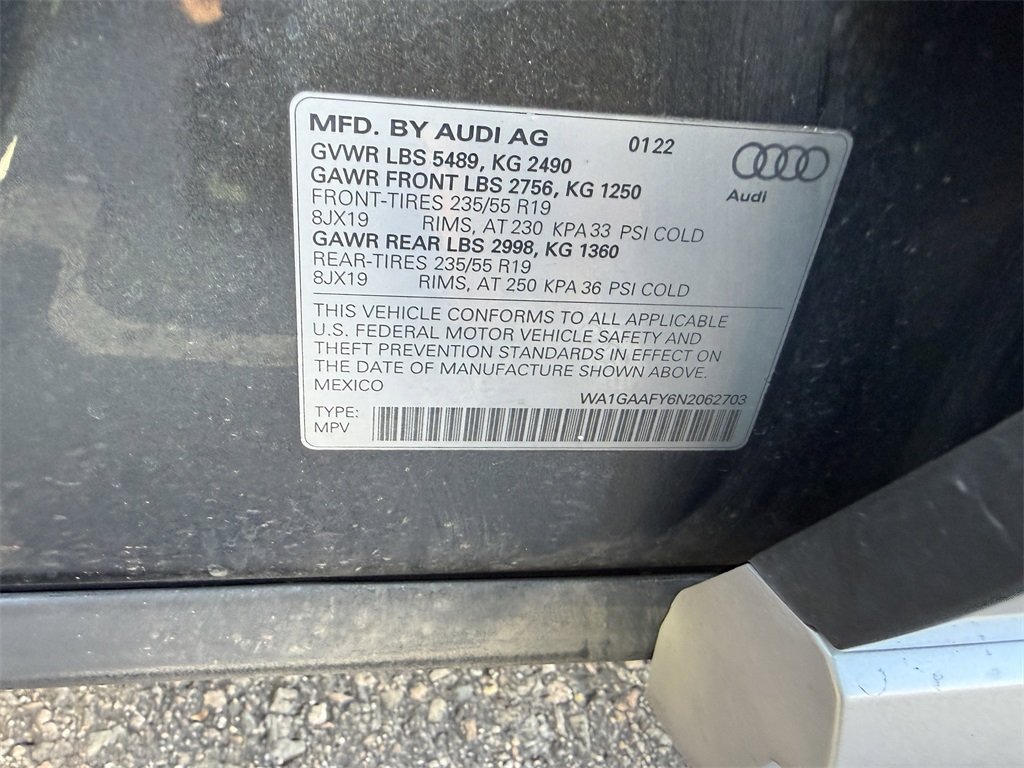 MFD. BY AUDI AG 0122
GVWR LBS 5489, KG 2490
GAWR FRONT LBS 2756, KG 1250
Audi
FRONT-TIRES 235/55 R19
8JX19 RIMS, AT 230 KPA 33 PSI COLD
GAWR REAR LBS 2998, KG 1360
REAR-TIRES 235/55 R19
8JX19 RIMS, AT 250 KPA 36 PSI COLD
THIS VEHICLE CONFORMS TO ALL APPLICABLE
U.S. FEDERAL MOTOR VEHICLE SAFETY AND
THEFT PREVENTION STANDARDS IN EFFECT ON
THE DATE OF MANUFACTURE SHOWN ABOVE.
MEXICO
WA1GAAFY6N2062703
TYPE:
MPV